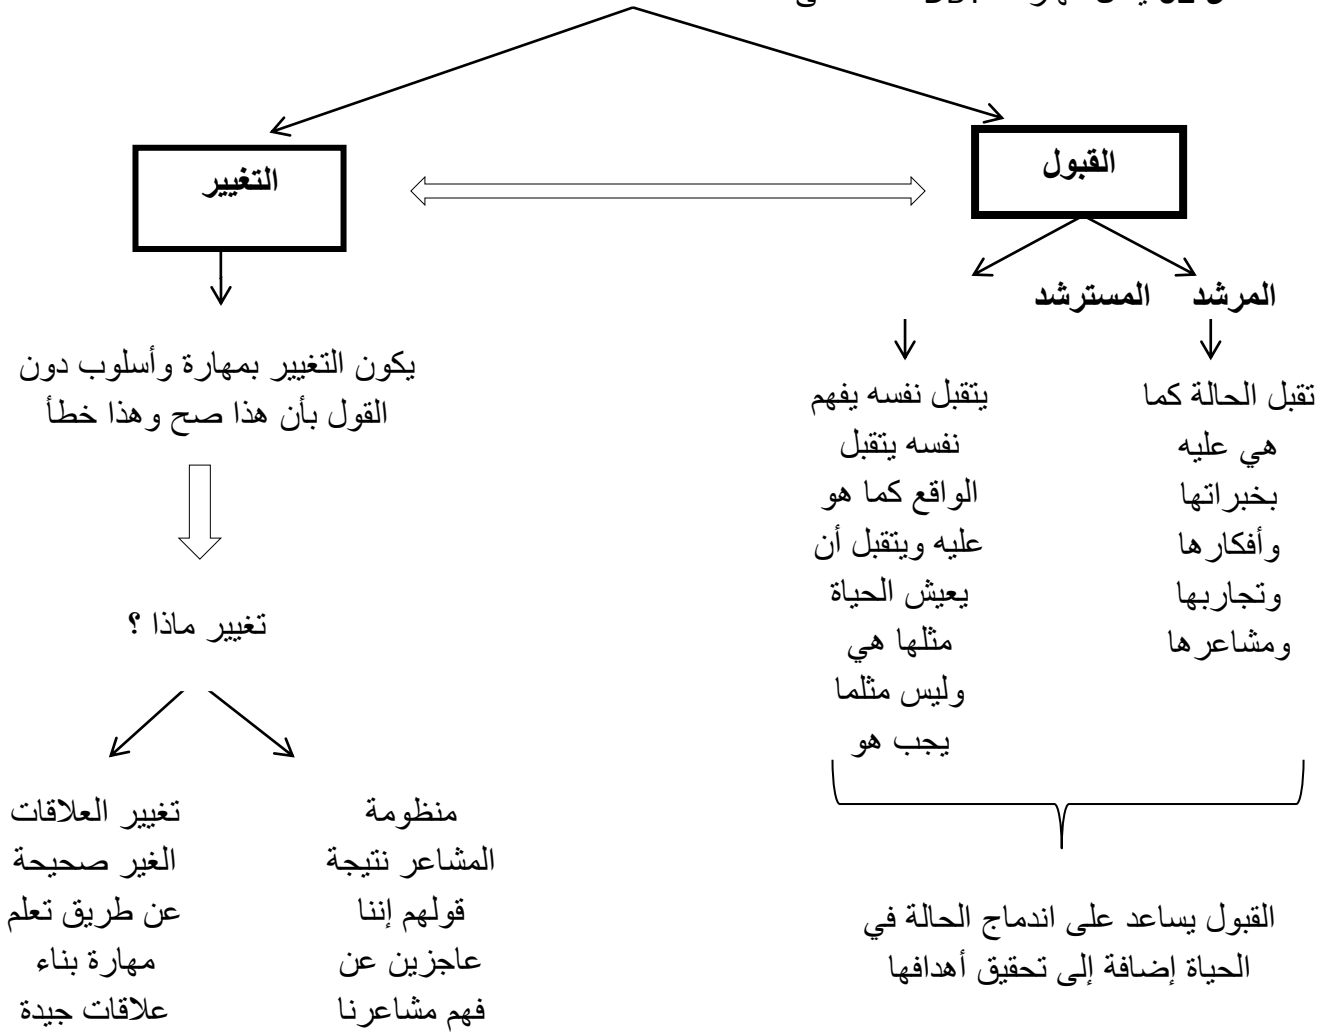 DBT
القبول
التغيير
المرشد
المسترشد
تقبل الحالة كما
هي عليه
بخبراتها
وأفكارها
وتجاربها
ومشاعرها
يتقبل نفسه يفهم
نفسه يتقبل
الواقع كما هو
عليه ويتقبل أن
يعيش الحياة
مثلها هي
وليس مثلما
يجب هو
القبول يساعد على اندماج الحالة في
الحياة إضافة إلى تحقيق أهدافها
يكون التغيير بمهارة وأسلوب دون
القول بأن هذا صح وهذا خطأ
تغيير ماذا ؟
منظومة
المشاعر نتيجة
قولهم إننا
عاجزين عن
فهم مشاعرنا
تغيير العلاقات
الغير صحيحة
عن طريق تعلم
مهارة بناء
علاقات جيدة